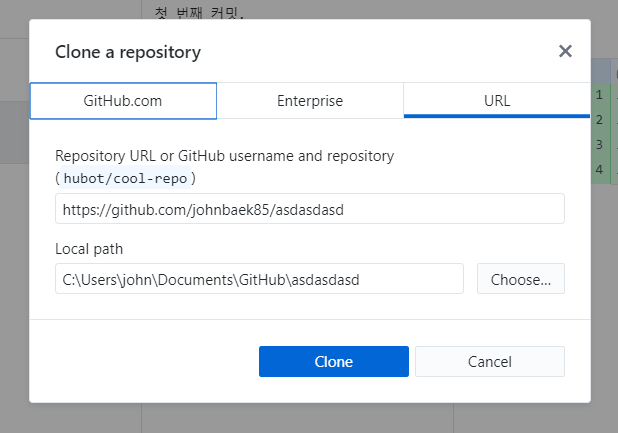 첫 번째 커밋.
Clone a repository
GitHub.com Enterprise URL
Repository URL or GitHub username and repository
(hubot/cool-repo)
https://github.com/johnbaek85/asdasdasd
Local path
C:\Users\john\Documents\GitHub\asdasdasd Choose...
Clone Cancel
1
2
3
4